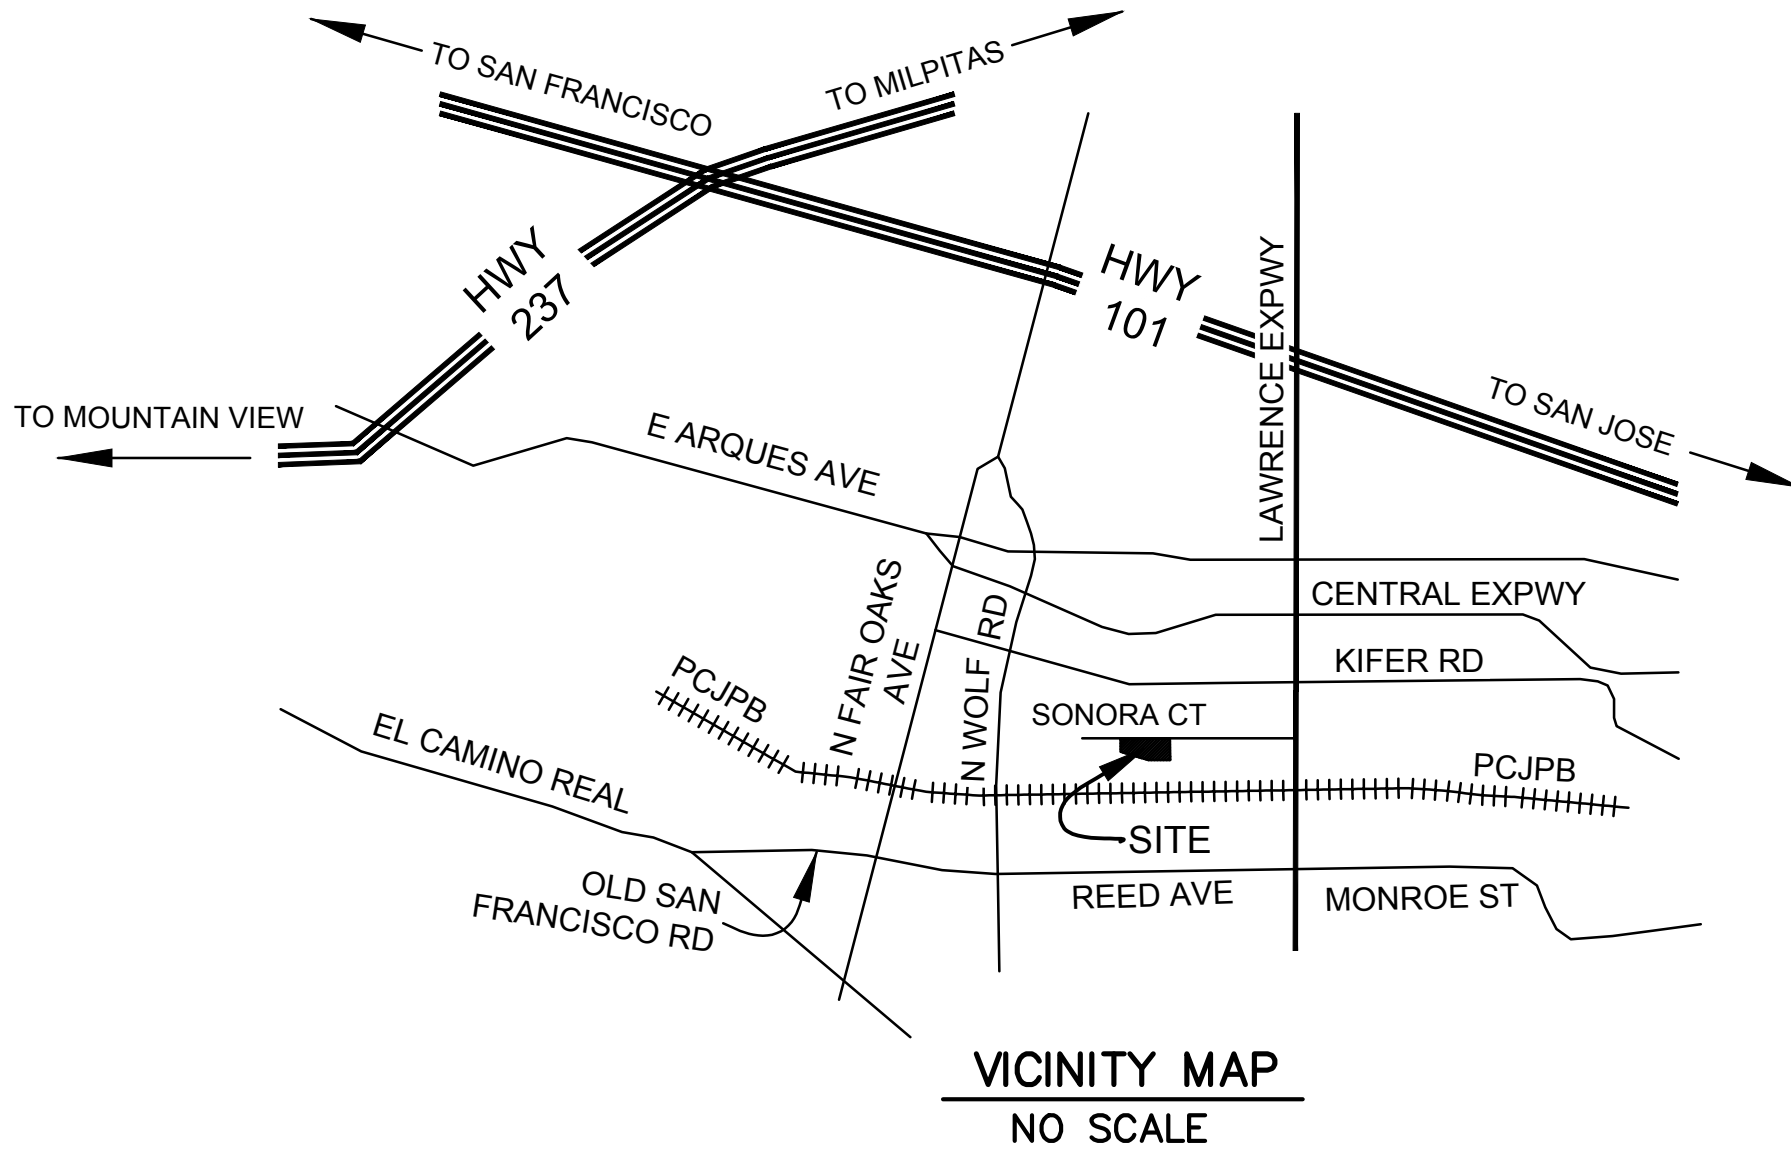 TO SAN FRANCISCO
TO MILPITAS
HWY
237
HWY
101
LAWRENCE EXPWY
TO MOUNTAIN VIEW
TO SAN JOSE
E ARQUES AVE
N FAIR OAKS
AVE
N WOLF RD
CENTRAL EXPWY
KIFER RD
PCJPB
SONORA CT
EL CAMINO REAL
PCJPB
SITE
OLD SAN
FRANCISCO RD
REED AVE
MONROE ST
VICINITY MAP
NO SCALE